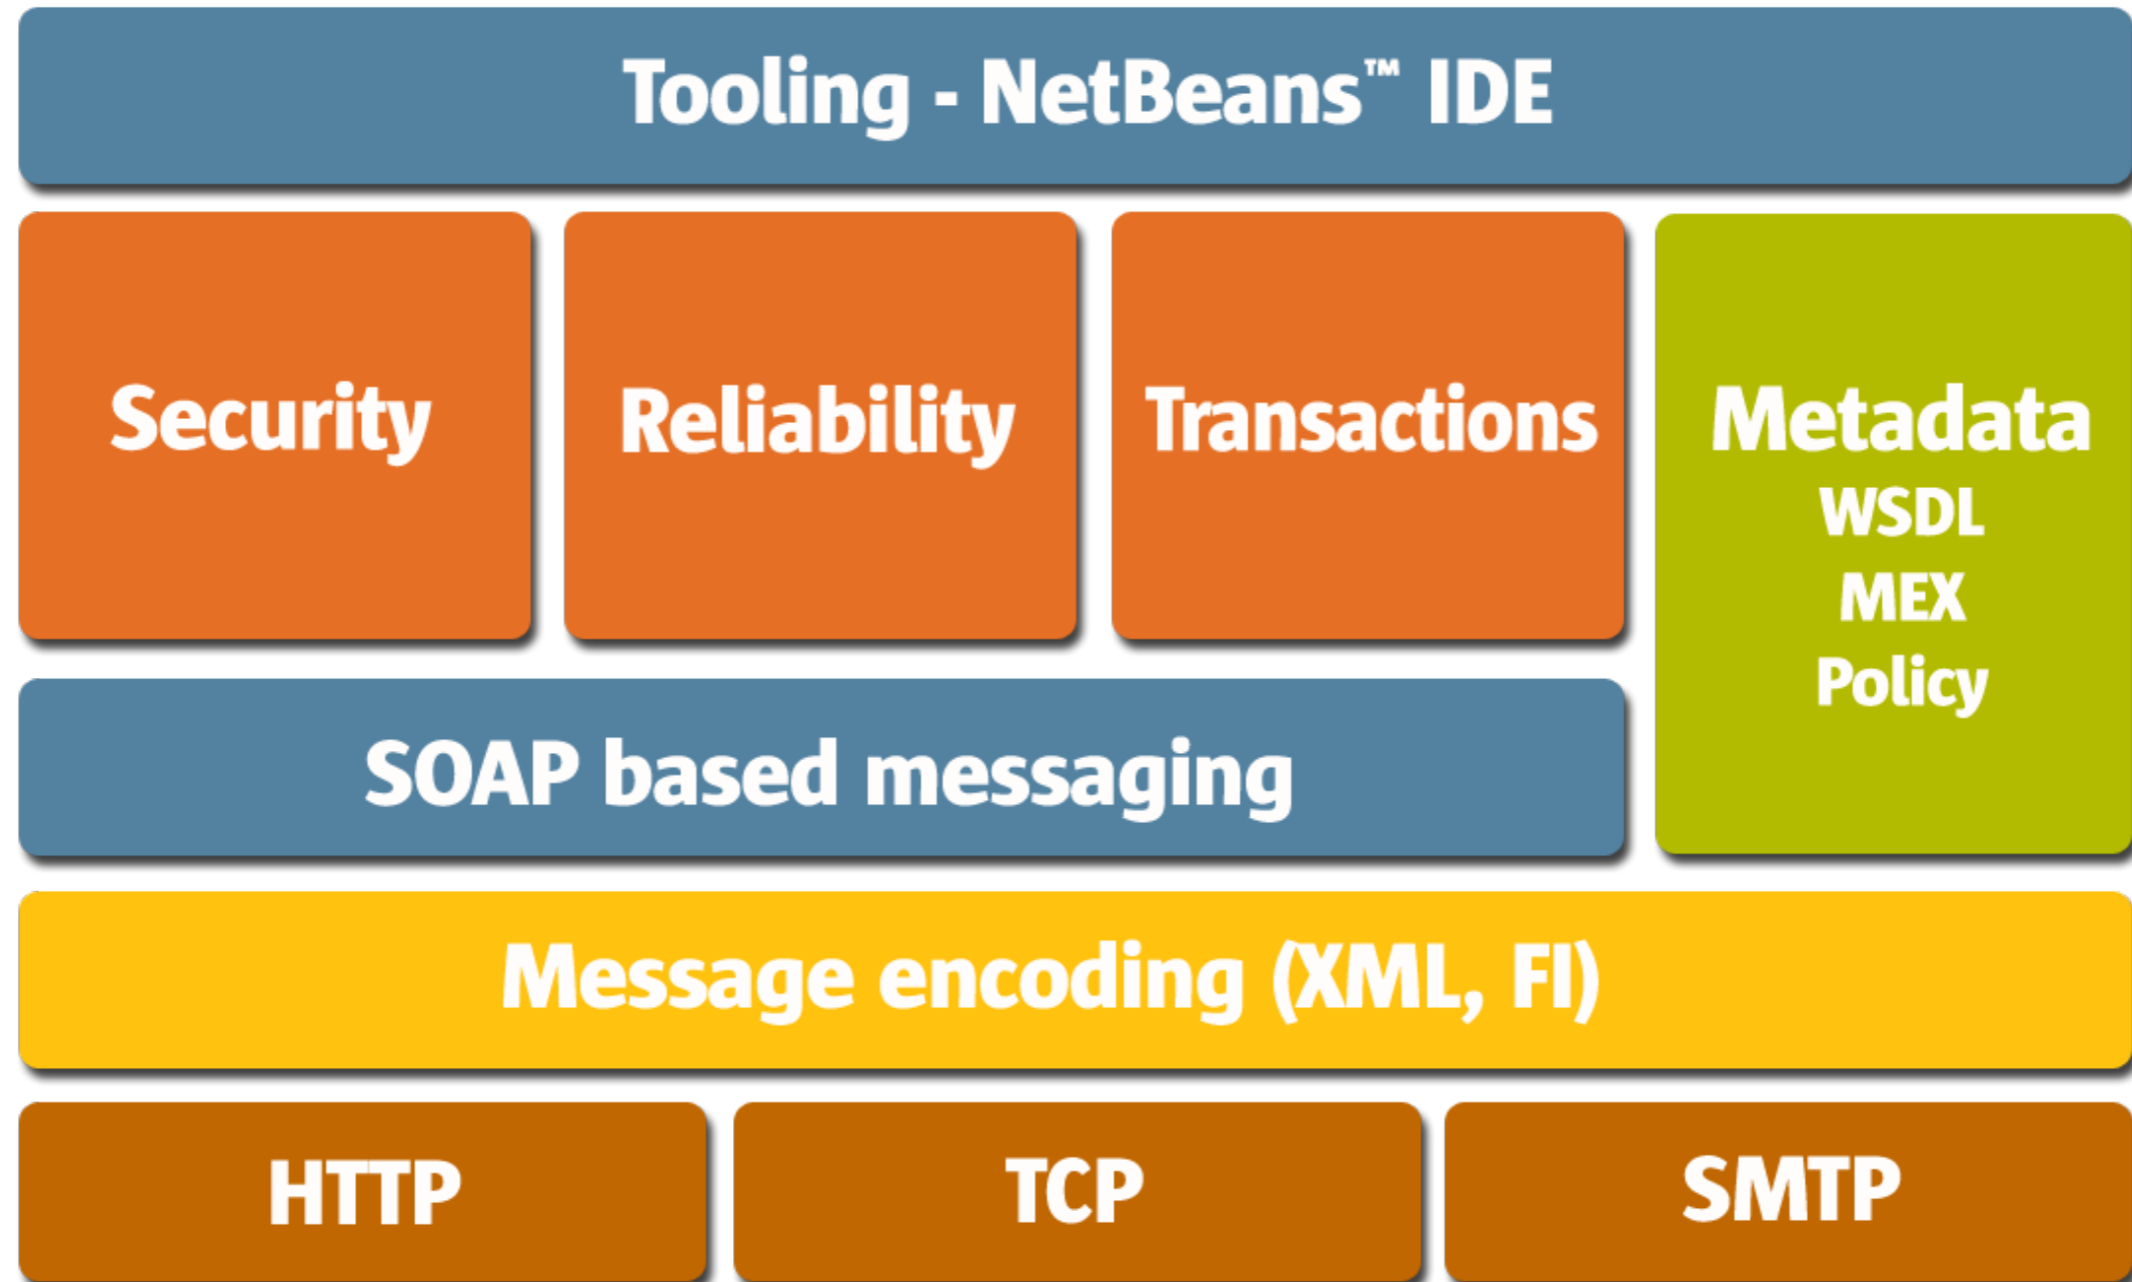 Tooling - NetBeans™ IDE
Security
Reliability
Transactions
Metadata
WSDL
MEX
Policy
SOAP based messaging
Message encoding (XML, FI)
HTTP
TCP
SMTP